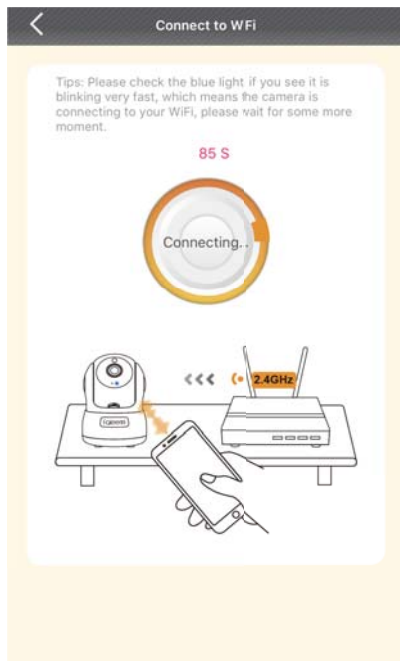 Connect to WFi
Tips: Please check the blue light if you see it is
blinking very fast, which means the camera is
connecting to your WiFi, please wait for some more
moment.
85 S
Connecting..
2.4GHz